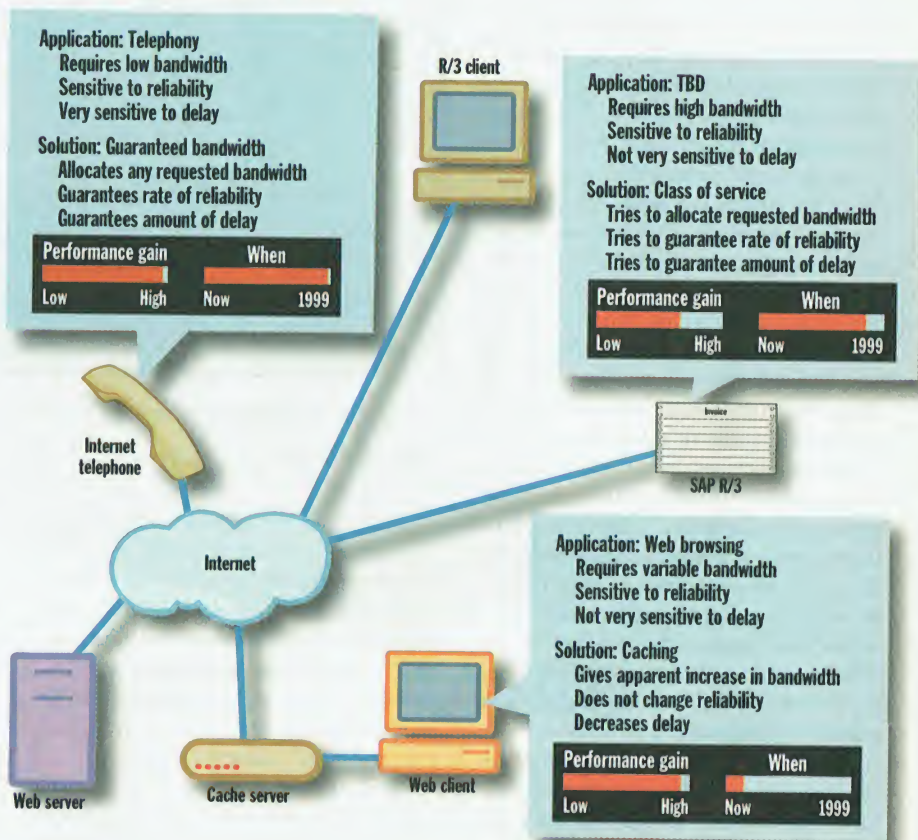 Application: Telephony
Requires low bandwidth
Sensitive to reliability
Very sensitive to delay
Solution: Guaranteed bandwidth
Allocates any requested bandwidth
Guarantees rate of reliability
Guarantees amount of delay
Performance gain When
Low High Now 1999
R/3 client
Application: TBD
Requires high bandwidth
Sensitive to reliability
Not very sensitive to delay
Solution: Class of service
Tries to allocate requested bandwidth
Tries to guarantee rate of reliability
Tries to guarantee amount of delay
Performance gain When
Low High Now 1999
Internet
telephone
Invoice
SAP R/3
Internet
Application: Web browsing
Requires variable bandwidth
Sensitive to reliability
Not very sensitive to delay
Solution: Caching
Gives apparent increase in bandwidth
Does not change reliability
Decreases delay
Performance gain When
Low High Now 1999
Web server
Cache server
Web client